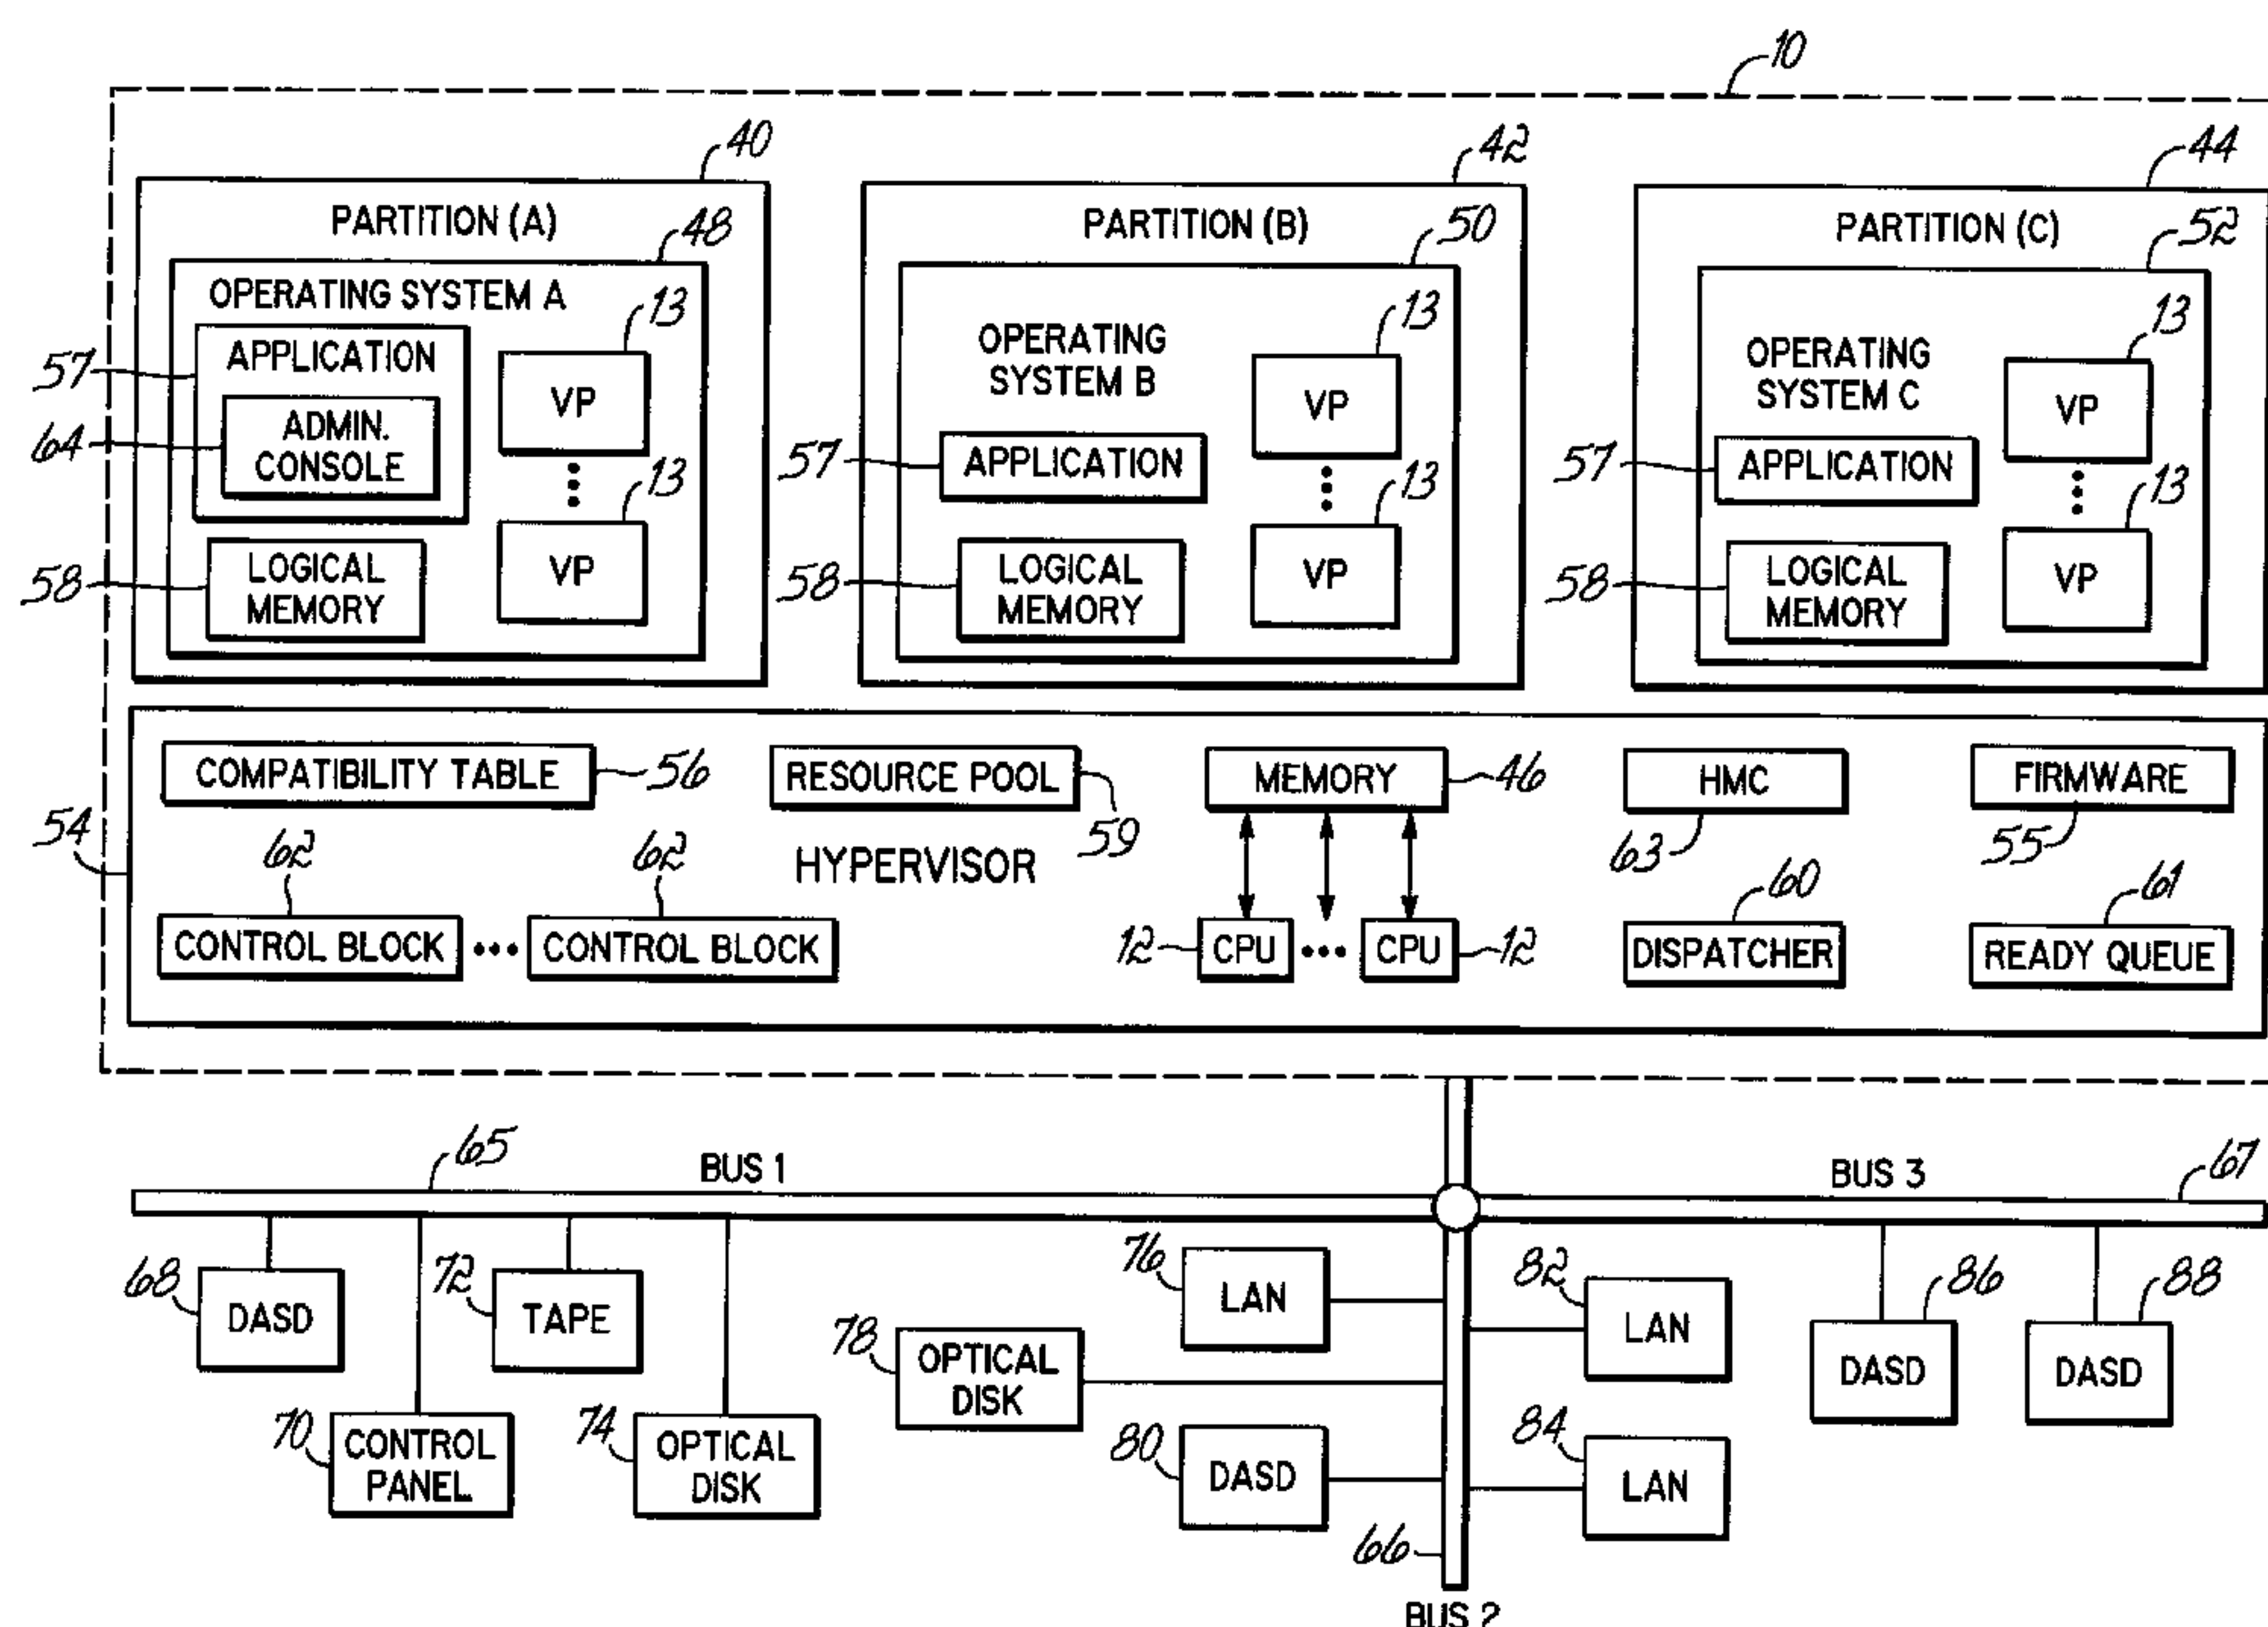 10
40
42
44
PARTITION (A)
48
OPERATING SYSTEM A
57
APPLICATION
64
ADMIN.
CONSOLE
13
VP
13
VP
58
LOGICAL
MEMORY
PARTITION (B)
50
OPERATING
SYSTEM B
13
VP
57
APPLICATION
13
VP
58
LOGICAL
MEMORY
PARTITION (C)
52
OPERATING
SYSTEM C
13
VP
57
APPLICATION
13
VP
58
LOGICAL
MEMORY
54
COMPATIBILITY TABLE
56
RESOURCE POOL
59
MEMORY
46
HMC
63
FIRMWARE
55
HYPERVISOR
62
CONTROL BLOCK
62
CONTROL BLOCK
12
CPU
CPU
12
60
DISPATCHER
61
READY QUEUE
65
BUS 1
BUS 3
67
68
DASD
72
TAPE
70
CONTROL
PANEL
74
OPTICAL
DISK
76
LAN
78
OPTICAL
DISK
80
DASD
82
LAN
84
LAN
86
DASD
88
DASD
66
BUS 2